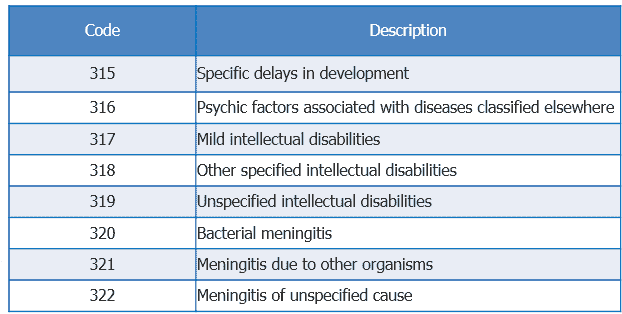 Code Description
315 Specific delays in development
316 Psychic factors associated with diseases classified elsewhere
317 Mild intellectual disabilities
318 Other specified intellectual disabilities
319 Unspecified intellectual disabilities
320 Bacterial meningitis
321 Meningitis due to other organisms
322 Meningitis of unspecified cause